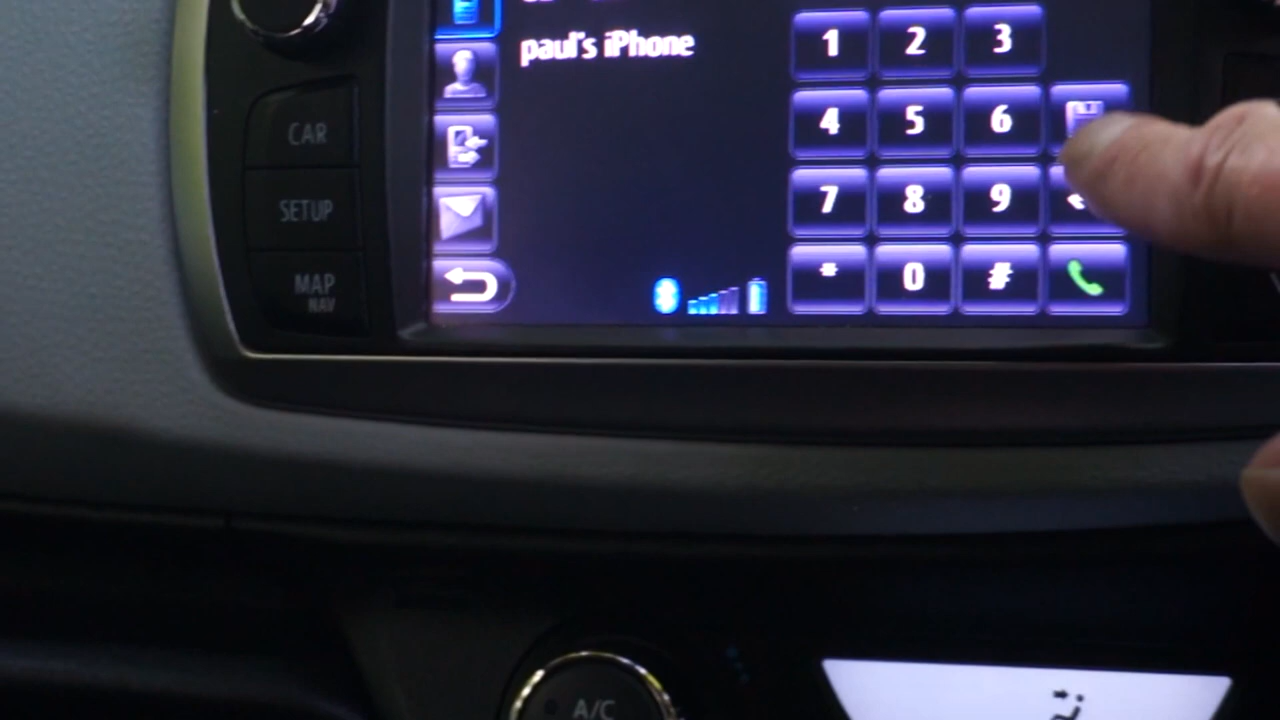 paul's iPhone
1 2 3
4 5 6
7 8 9
* 0 #
CAR
SETUP
MAP
NAV
A/C